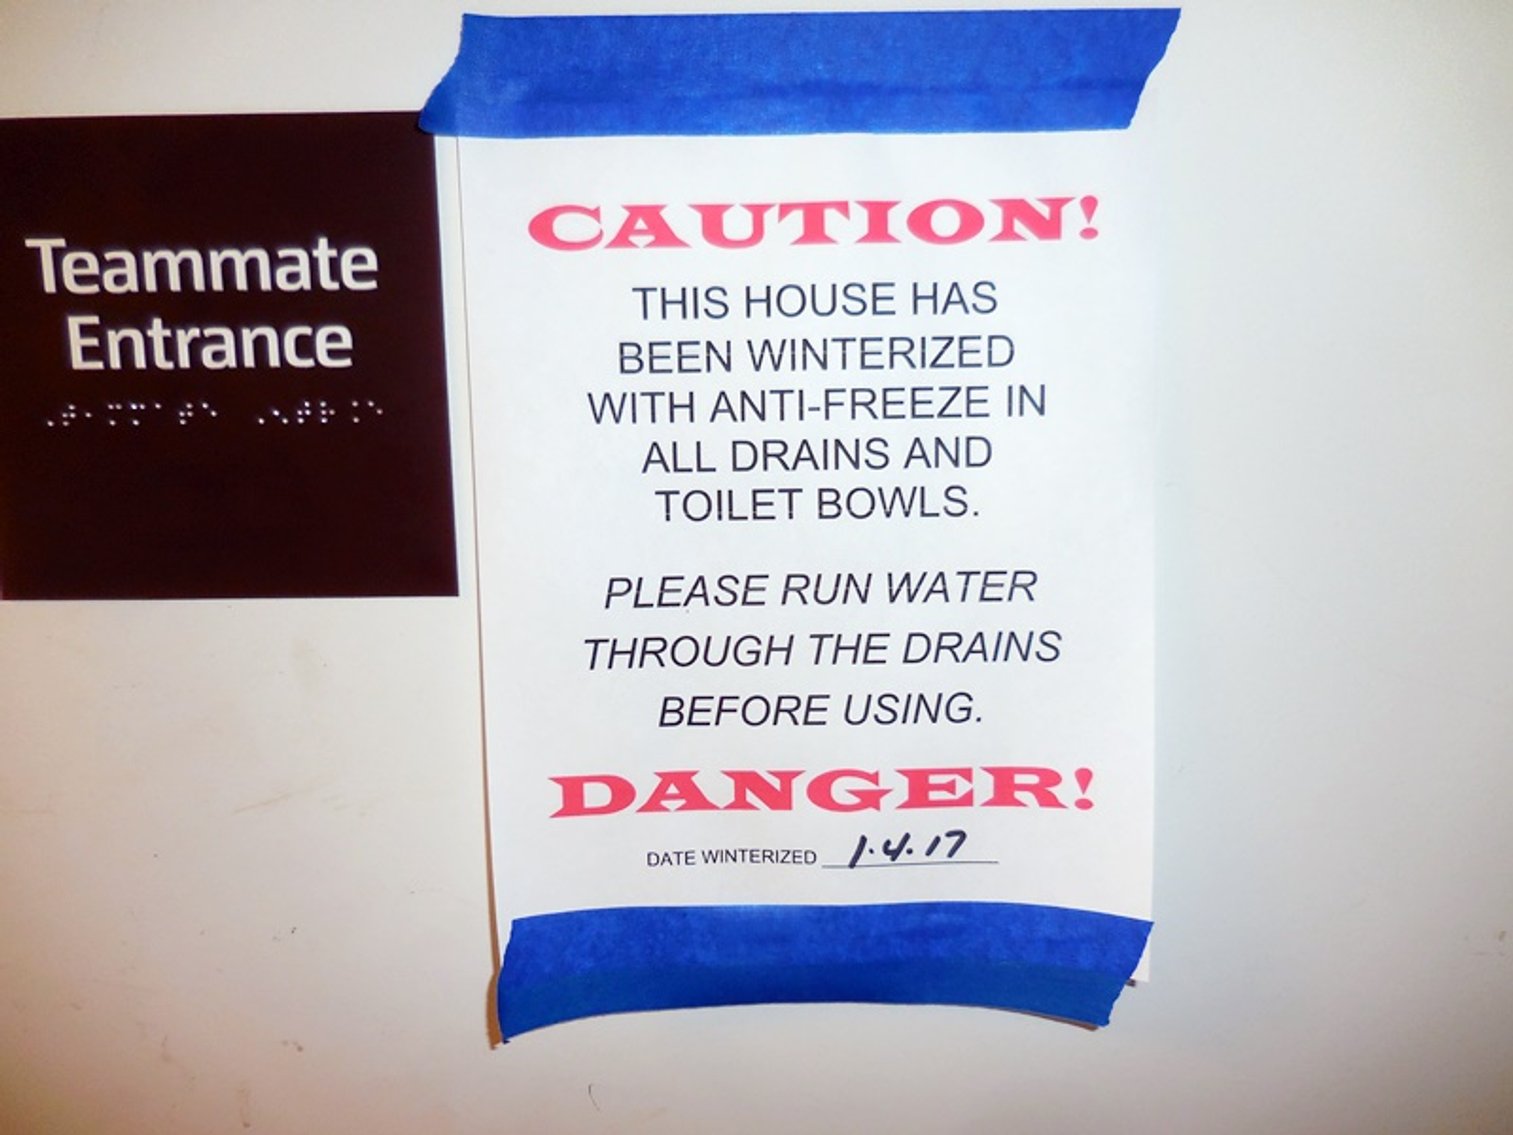 Teammate
Entrance
CAUTION!
THIS HOUSE HAS
BEEN WINTERIZED
WITH ANTI-FREEZE IN
ALL DRAINS AND
TOILET BOWLS.
PLEASE RUN WATER
THROUGH THE DRAINS
BEFORE USING.
DANGER!
DATE WINTERIZED 1.4.17